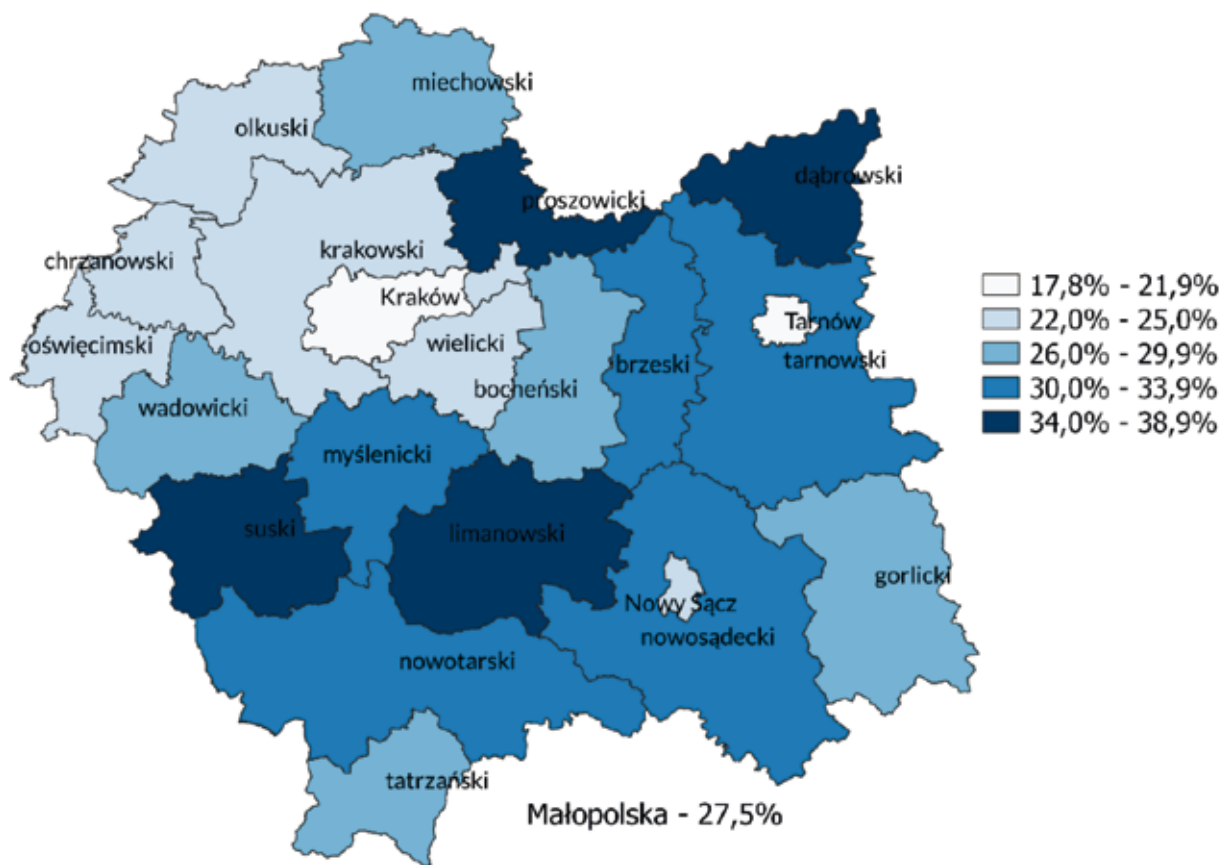 miechowski
olkuski
dąbrowski
proszowicki
krakowski
chrzanowski
Kraków
Tarnów
oświęcimski
wielicki
brzeski
tarnowski
bocheński
wadowicki
myślenicki
suski
limanowski
gorlicki
Nowy Sącz
nowosądecki
nowotarski
tatrzański
17,8% - 21,9%
22,0% - 25,0%
26,0% - 29,9%
30,0% - 33,9%
34,0% - 38,9%
Małopolska - 27,5%